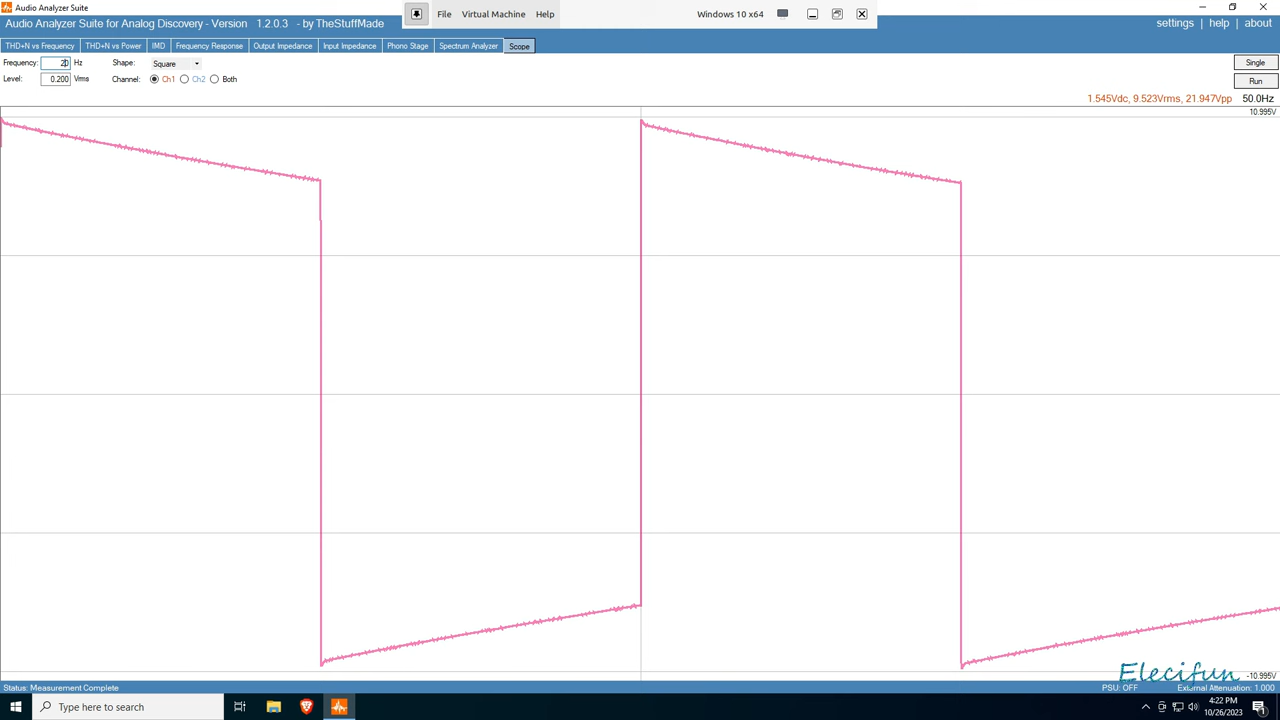 Audio Analyzer Suite
File Virtual Machine Help Windows 10 x64
Audio Analyzer Suite for Analog Discovery - Version 1.2.0.3 - by TheStuffMade
settings | help | about
THD+N vs Frequency THD+N vs Power IMD Frequency Response Output Impedance Input Impedance Phono Stage Spectrum Analyzer Scope
Frequency: 20 Hz Shape: Square Single
Level: 0.200 Vrms Channel: Ch1 Ch2 Both Run
1.545Vdc, 9.523Vrms, 21.947Vpp 50.0Hz
10.995V
-10.995V
Elecifun
Status: Measurement Complete PSU: OFF External Attenuation: 1.000
Type here to search
4:22 PM
10/26/2023
1